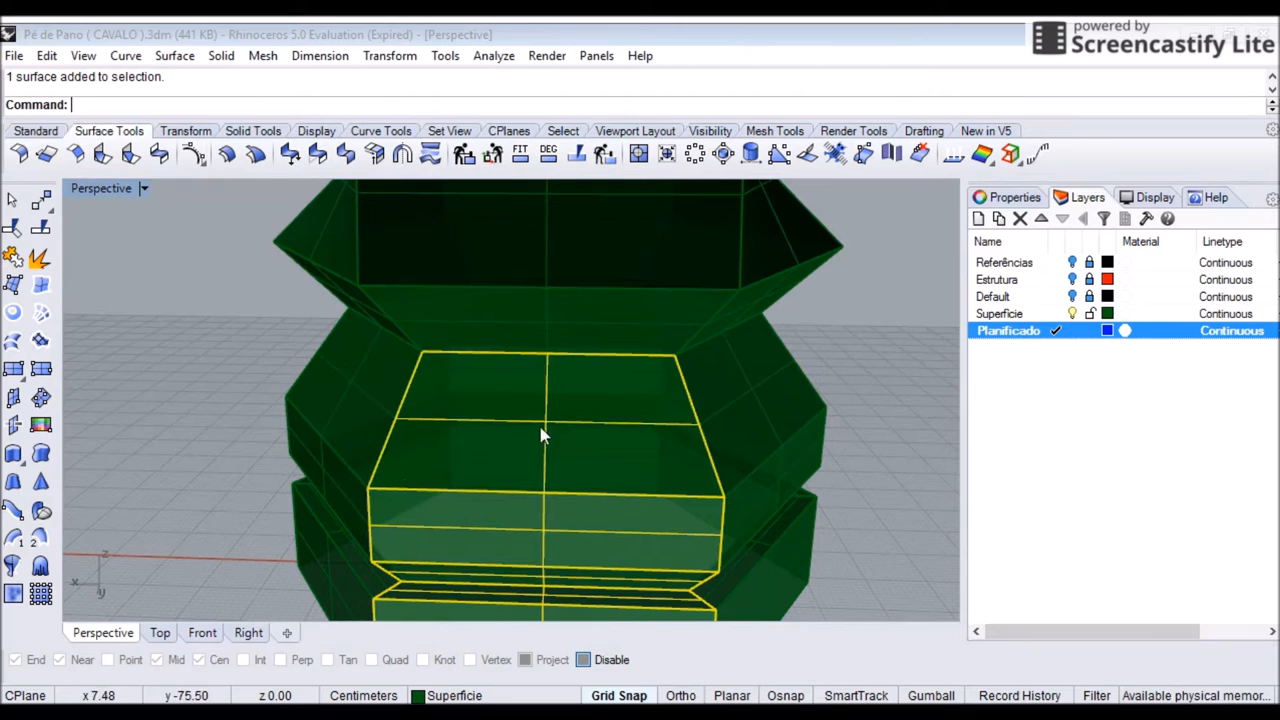 Pé de Pano ( CAVALO ).3dm (441 KB) - Rhinoceros 5.0 Evaluation (Expired) - [Perspective]
powered by
Screencastify Lite
File Edit View Curve Surface Solid Mesh Dimension Transform Tools Analyze Render Panels Help
1 surface added to selection.
Command:
Standard Surface Tools Transform Solid Tools Display Curve Tools Set View CPlanes Select Viewport Layout Visibility Mesh Tools Render Tools Drafting New in V5
FIT DEG
Perspective
Properties Layers Display Help
Name Material Linetype
Referências Continuous
Estrutura Continuous
Default Continuous
Superfície Continuous
Planificado Continuous
z
x
y
1 2
Perspective Top Front Right
End Near Point Mid Cen Int Perp Tan Quad Knot Vertex Project Disable
CPlane x 7.48 y -75.50 z 0.00 Centimeters Superfície Grid Snap Ortho Planar Osnap SmartTrack Gumball Record History Filter Available physical memor...